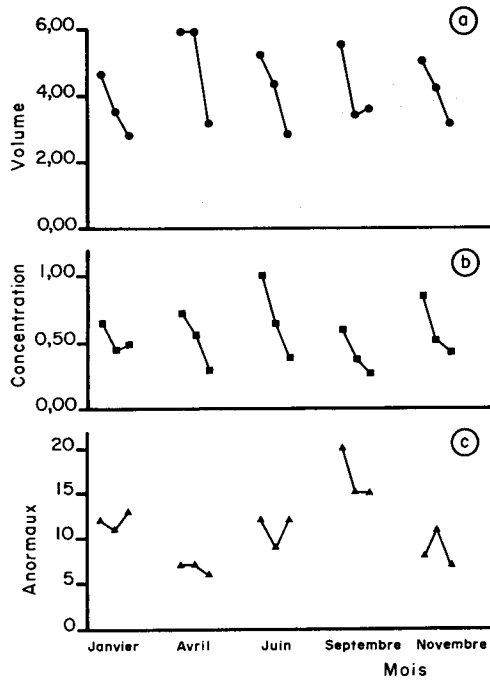 a
6,00
4,00
2,00
0,00
Volume
b
1,00
0,50
0,00
Concentration
c
20
15
10
5
0
Anormaux
Janvier Avril Juin Septembre Novembre
Mois